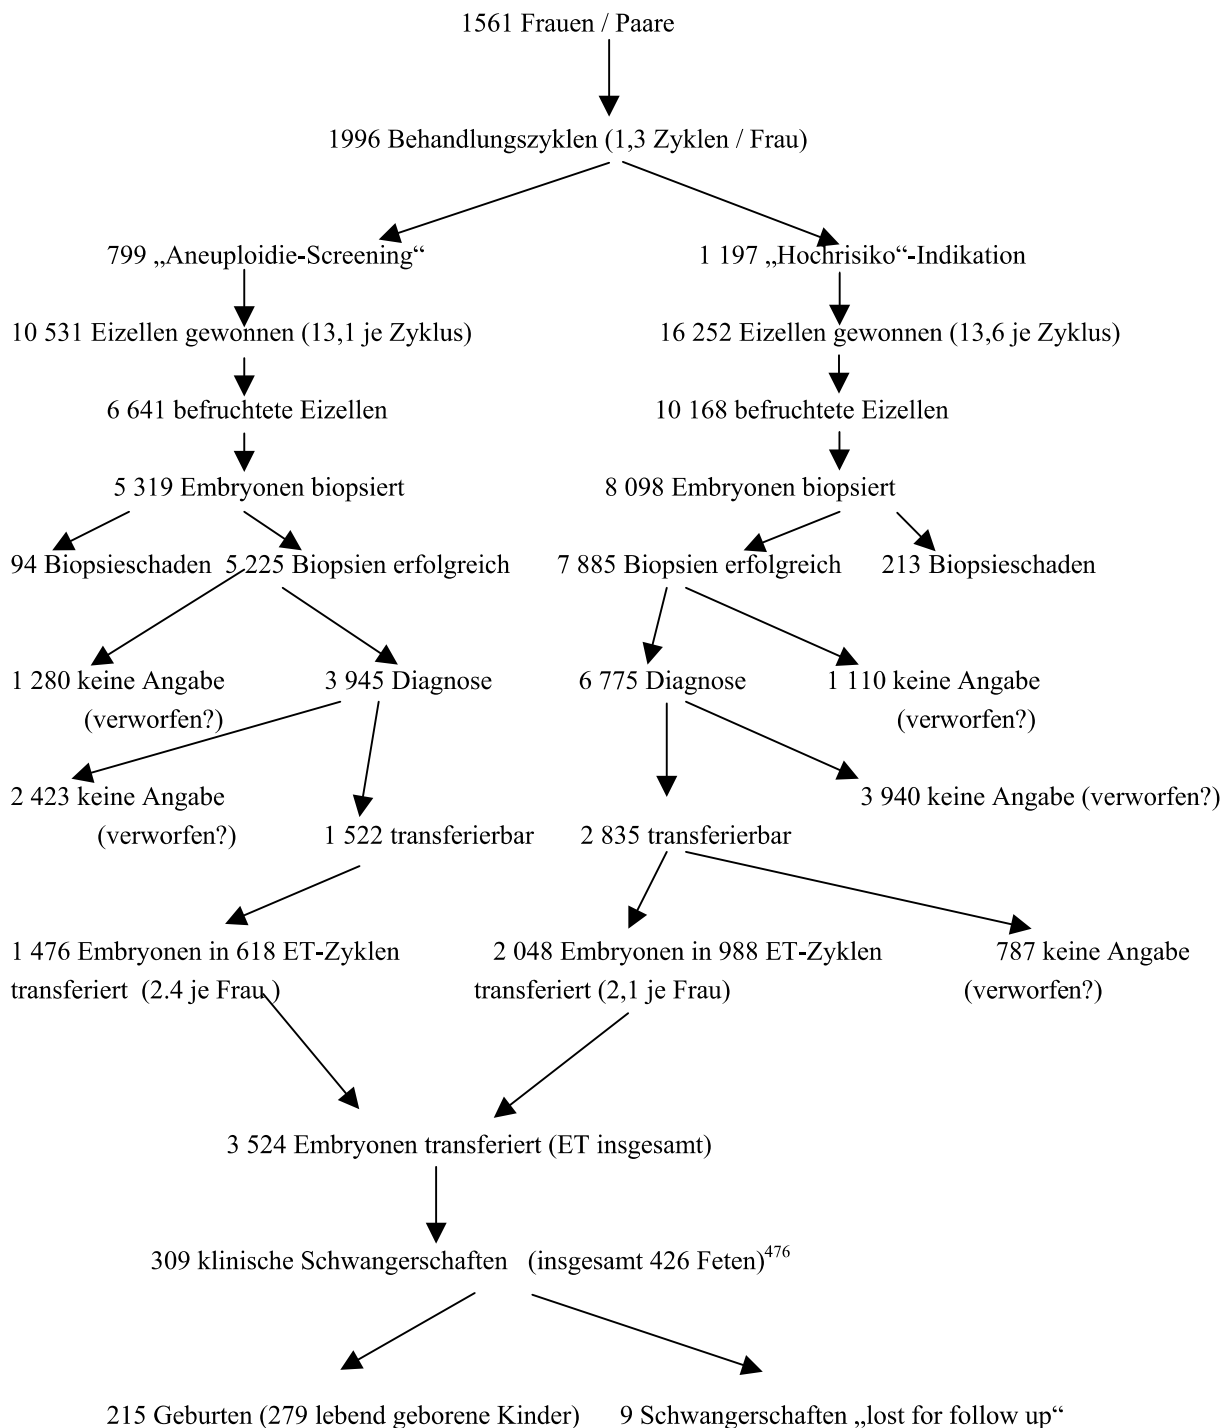 1561 Frauen / Paare
1996 Behandlungszyklen (1,3 Zyklen / Frau)
799 „Aneuploidie-Screening“
1 197 „Hochrisiko“-Indikation
10 531 Eizellen gewonnen (13,1 je Zyklus)
16 252 Eizellen gewonnen (13,6 je Zyklus)
6 641 befruchtete Eizellen
10 168 befruchtete Eizellen
5 319 Embryonen biopsiert
8 098 Embryonen biopsiert
94 Biopsieschaden
5 225 Biopsien erfolgreich
7 885 Biopsien erfolgreich
213 Biopsieschaden
1 280 keine Angabe
(verworfen?)
3 945 Diagnose
6 775 Diagnose
1 110 keine Angabe
(verworfen?)
2 423 keine Angabe
(verworfen?)
3 940 keine Angabe (verworfen?)
1 522 transferierbar
2 835 transferierbar
1 476 Embryonen in 618 ET-Zyklen
transferiert (2.4 je Frau )
2 048 Embryonen in 988 ET-Zyklen
transferiert (2,1 je Frau)
787 keine Angabe
(verworfen?)
3 524 Embryonen transferiert (ET insgesamt)
309 klinische Schwangerschaften (insgesamt 426 Feten)476
215 Geburten (279 lebend geborene Kinder)
9 Schwangerschaften „lost for follow up“